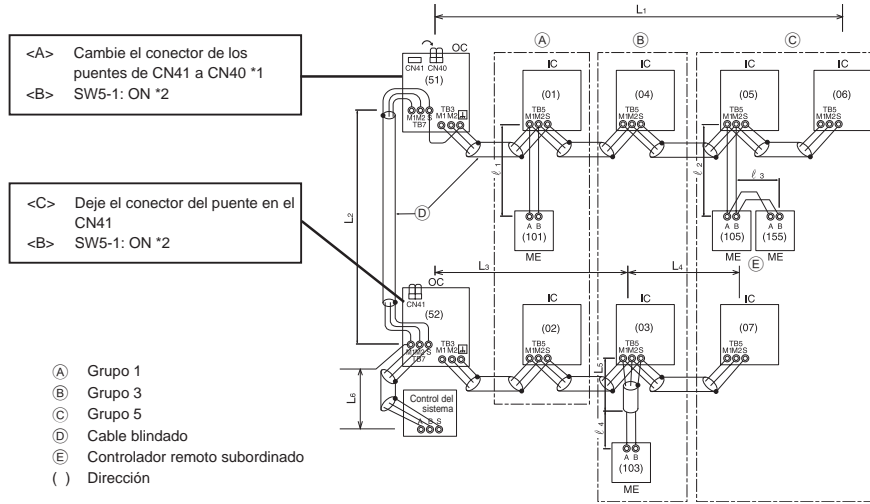 <A> Cambie el conector de los
puentes de CN41 a CN40 *1
<B> SW5-1: ON *2
<C> Deje el conector del puente en el
CN41
<B> SW5-1: ON *2
L1
A
B
C
OC
CN41 CN40
(51)
M1M2 S
TB7
TB3
M1 M2
IC
(01)
TB5
M1M2S
IC
(04)
TB5
M1M2S
IC
(05)
TB5
M1M2S
IC
(06)
TB5
M1M2S
L2
D
ℓ1
A B
(101)
ME
ℓ2
ℓ3
A B
(105)
ME
A B
(155)
ME
E
L3
L4
OC
CN41
(52)
M1M2 S
TB7
TB3
M1 M2
IC
(02)
TB5
M1M2S
IC
(03)
TB5
M1M2S
IC
(07)
TB5
M1M2S
L5
ℓ4
A B
(103)
ME
L6
Control del
sistema
A B S
A Grupo 1
B Grupo 3
C Grupo 5
D Cable blindado
E Controlador remoto subordinado
( ) Dirección